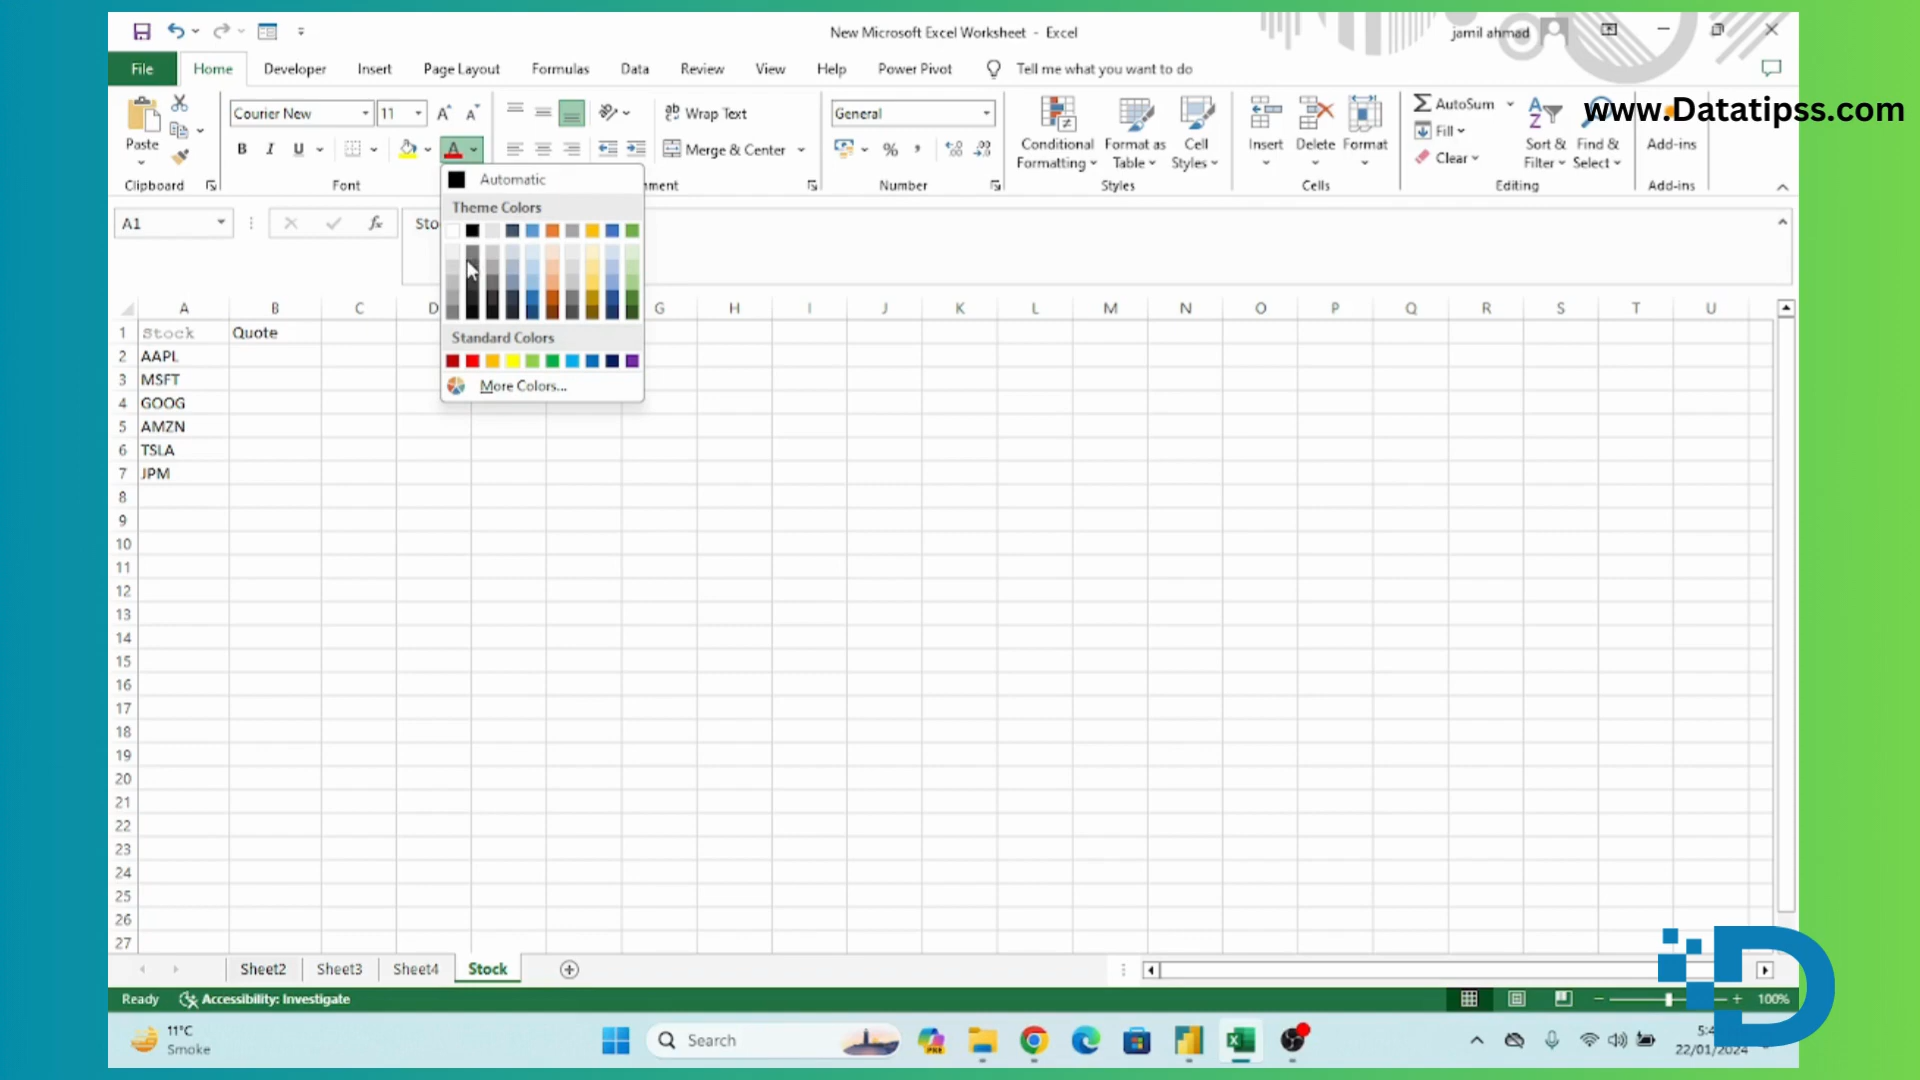 New Microsoft Excel Worksheet - Excel
jamil ahmad
File Home Developer Insert Page Layout Formulas Data Review View Help Power Pivot Tell me what you want to do
www.Datatipss.com
Paste
Clipboard
Courier New 11
B I U A
Font
Wrap Text
Merge & Center
General
%
Number
Conditional Formatting
Format as Table
Cell Styles
Styles
Insert Delete Format
Cells
AutoSum
Fill
Clear
Sort & Filter
Find & Select
Editing
Add-ins
Add-ins
A1
fx
Automatic
Theme Colors
Standard Colors
More Colors...
A B C D G H I J K L M N O P Q R S T U
1 Stock Quote
2 AAPL
3 MSFT
4 GOOG
5 AMZN
6 TSLA
7 JPM
8
9
10
11
12
13
14
15
16
17
18
19
20
21
22
23
24
25
26
27
Sheet2 Sheet3 Sheet4 Stock
Ready Accessibility: Investigate 100%
11°C
Smoke
Search
22/01/2024
D